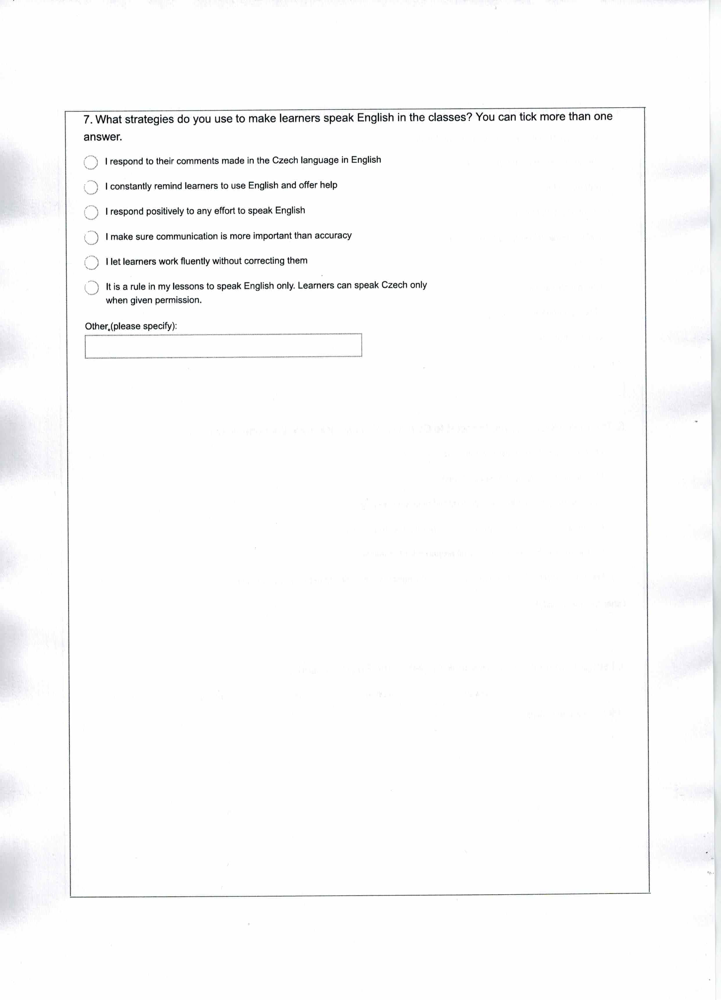 7. What strategies do you use to make learners speak English in the classes? You can tick more than one
answer.
I respond to their comments made in the Czech language in English
I constantly remind learners to use English and offer help
I respond positively to any effort to speak English
I make sure communication is more important than accuracy
I let learners work fluently without correcting them
It is a rule in my lessons to speak English only. Learners can speak Czech only
when given permission.
Other (please specify):